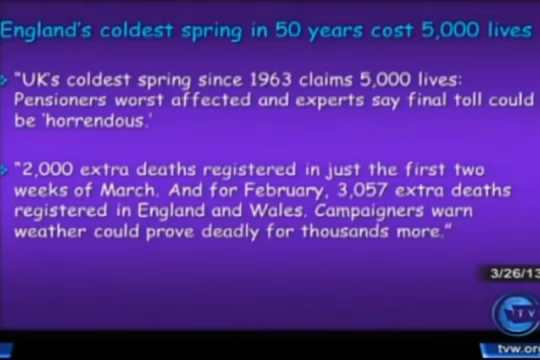 England's coldest spring in 50 years cost 5,000 lives
"UK's coldest spring since 1963 claims 5,000 lives:
Pensioners worst affected and experts say final toll could
be 'horrendous.'
"2,000 extra deaths registered in just the first two
weeks of March. And for February, 3,057 extra deaths
registered in England and Wales. Campaigners warn
weather could prove deadly for thousands more."
3/26/13
TV
tvw.or